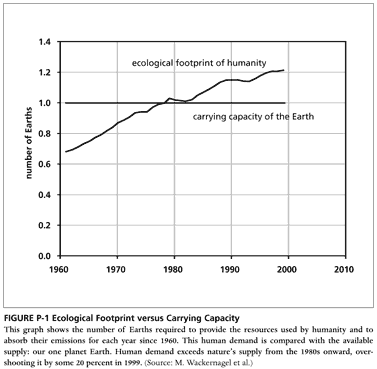 1.4
ecological footprint of humanity
1.2
1.0
carrying capacity of the Earth
0.8
number of Earths
0.6
0.4
0.2
0.0
1960 1970 1980 1990 2000 2010
FIGURE P-1 Ecological Footprint versus Carrying Capacity
This graph shows the number of Earths required to provide the resources used by humanity and to
absorb their emissions for each year since 1960. This human demand is compared with the available
supply: our one planet Earth. Human demand exceeds nature's supply from the 1980s onward, over-
shooting it by some 20 percent in 1999. (Source: M. Wackernagel et al.)